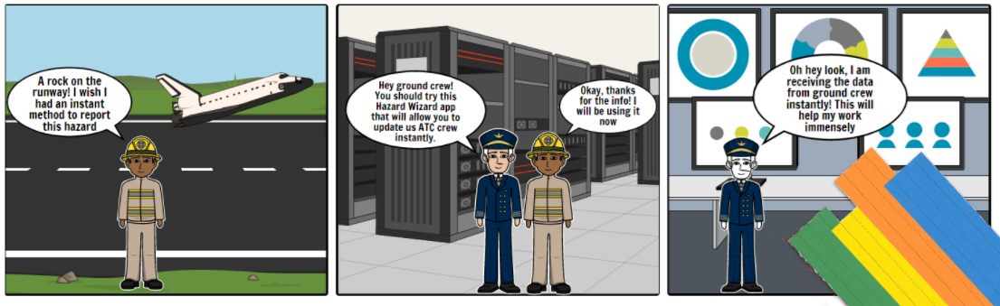 A rock on the
runway! I wish I
had an instant
method to report
this hazard
Hey ground crew!
You should try this
Hazard Wizard app
that will allow you to
update us ATC crew
instantly.
Okay, thanks
for the info! I
will be using it
now
Oh hey look, I am
receiving the data
from ground crew
instantly! This will
help my work
immensely